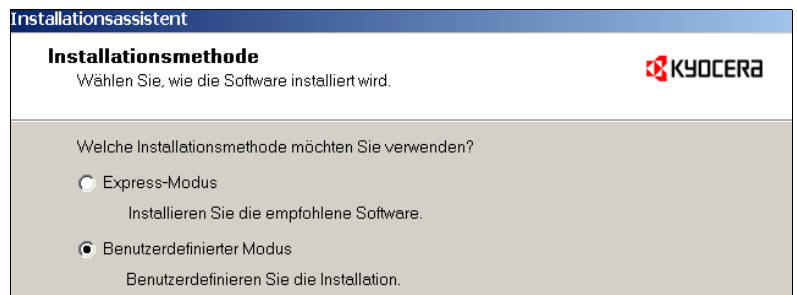 Installationsassistent
Installationsmethode
Wählen Sie, wie die Software installiert wird.
KYOCERA
Welche Installationsmethode möchten Sie verwenden?
Express-Modus
Installieren Sie die empfohlene Software.
Benutzerdefinierter Modus
Benutzerdefinieren Sie die Installation.